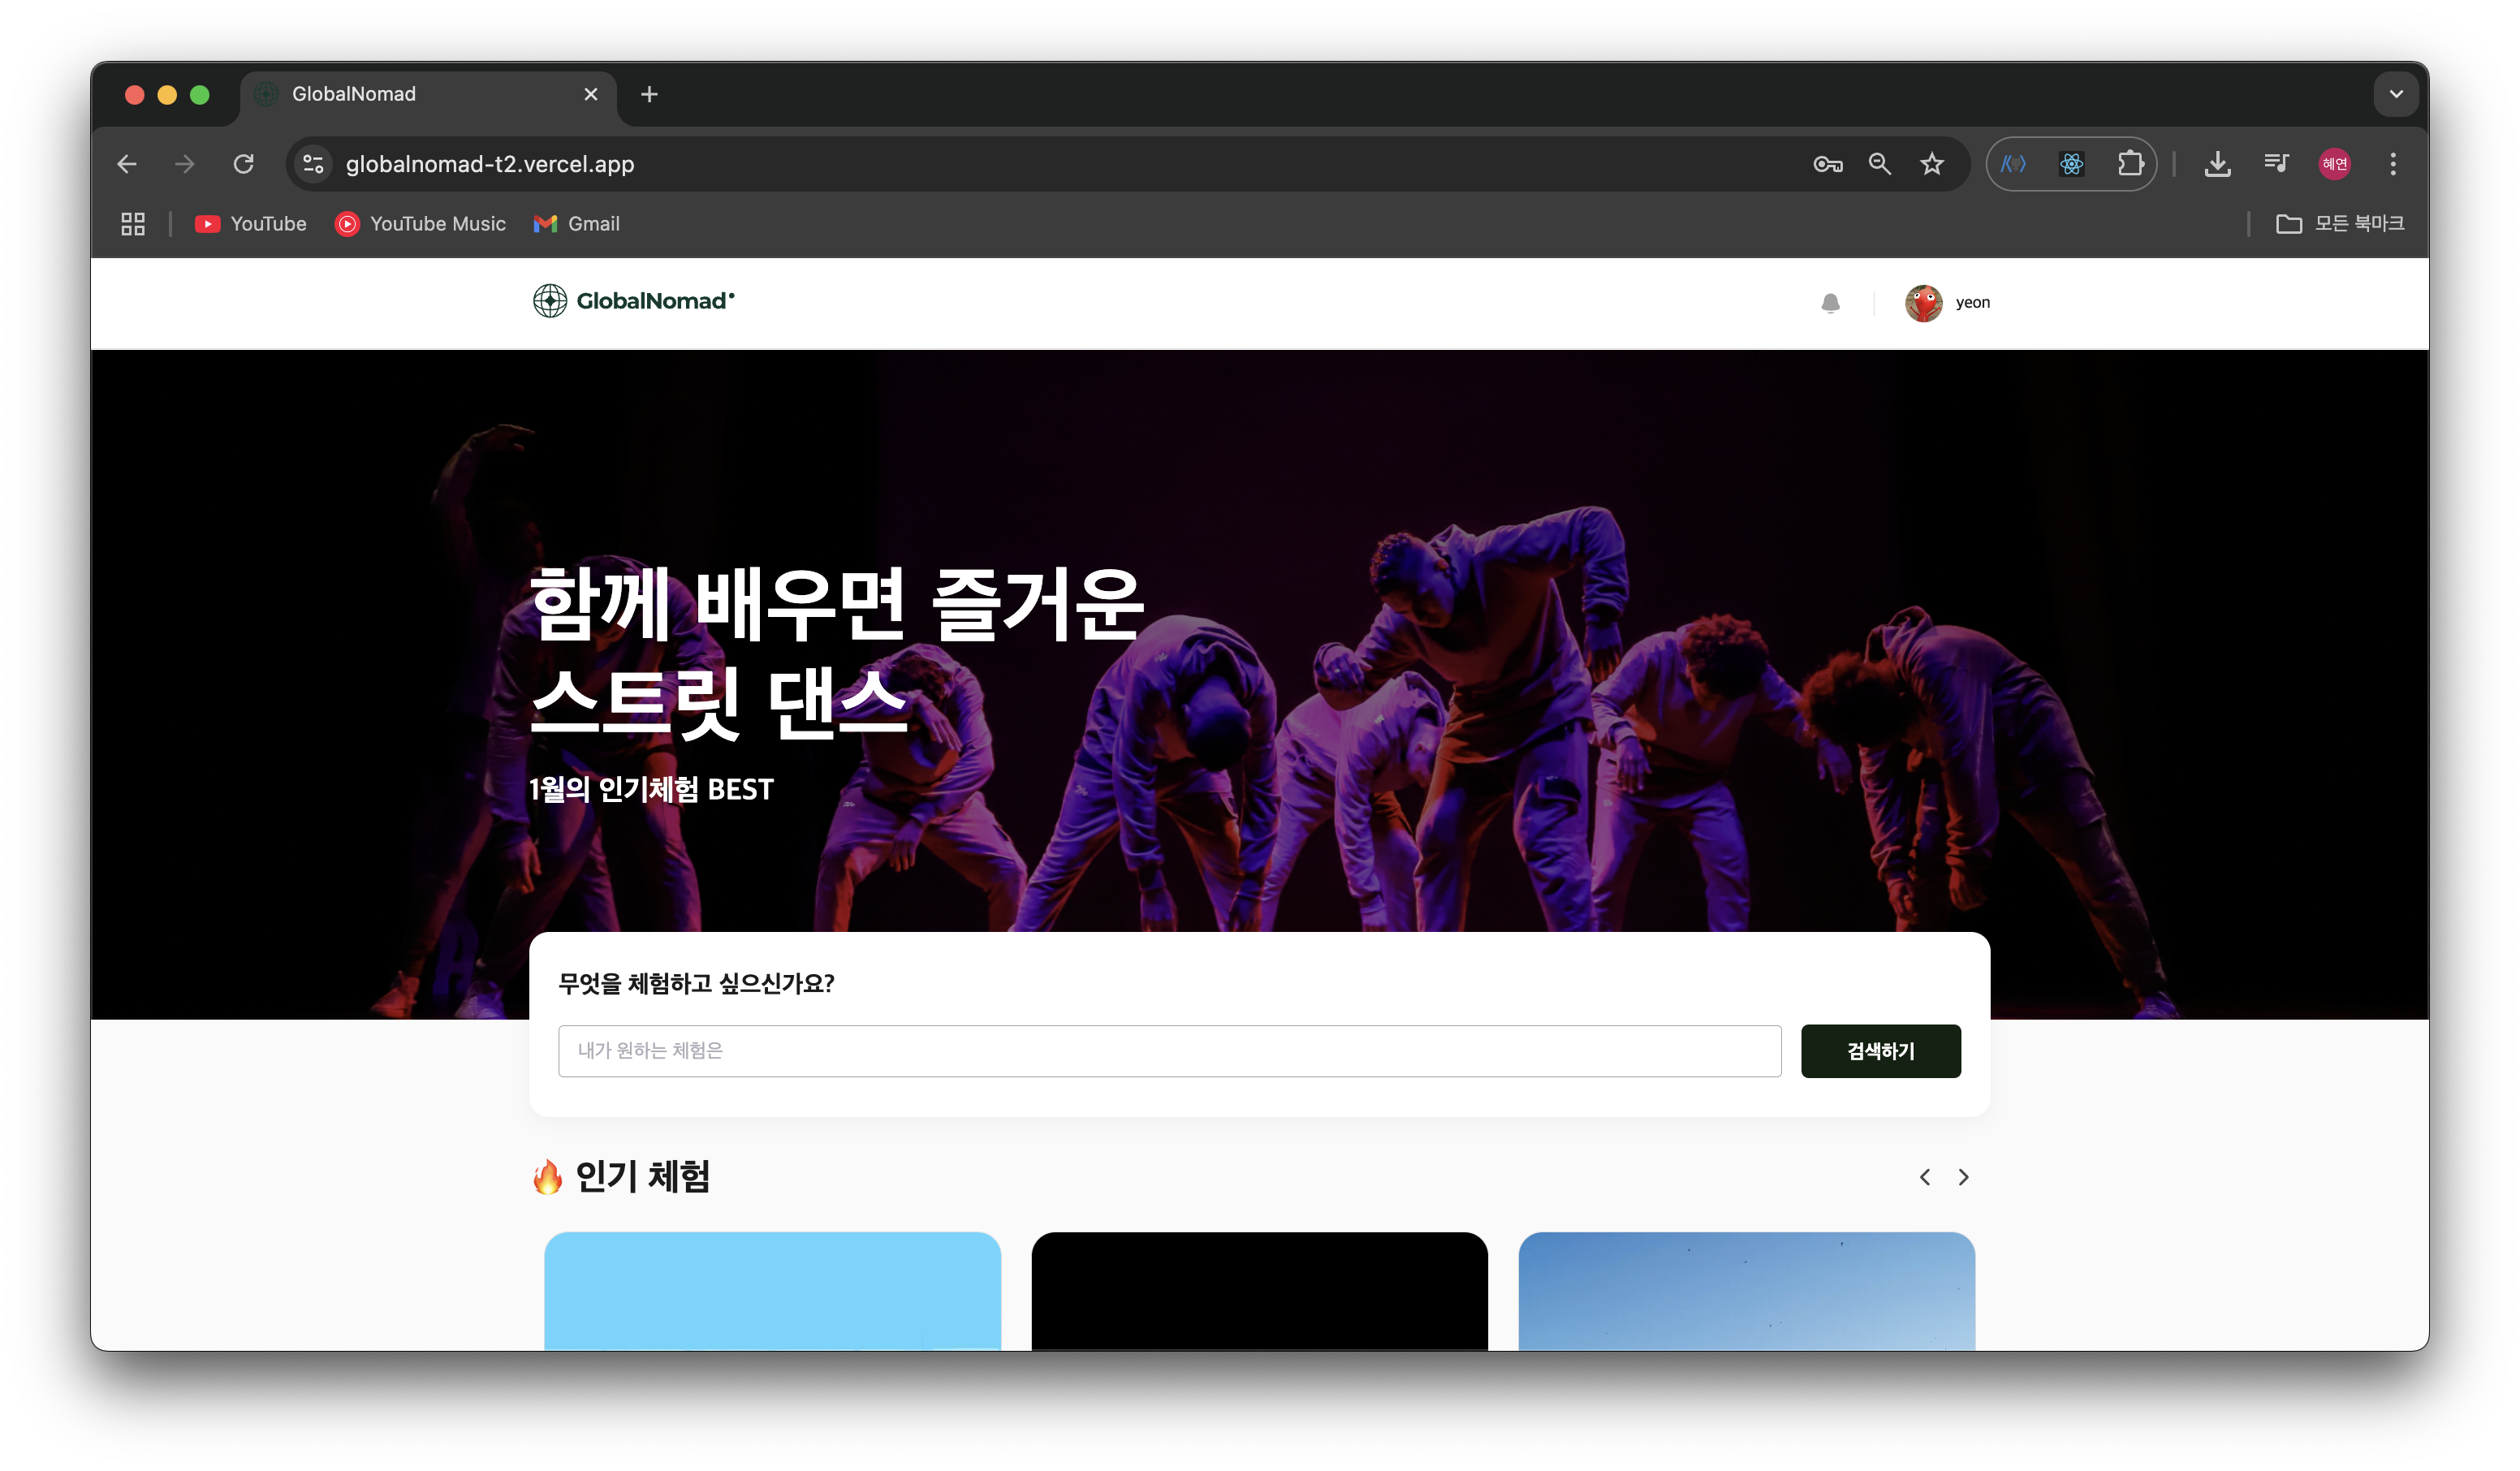 GlobalNomad
globalnomad-t2.vercel.app
혜연
YouTube
YouTube Music
Gmail
모든 북마크
GlobalNomad
yeon
함께 배우면 즐거운
스트릿 댄스
1월의 인기체험 BEST
무엇을 체험하고 싶으신가요?
내가 원하는 체험은
검색하기
🔥 인기 체험